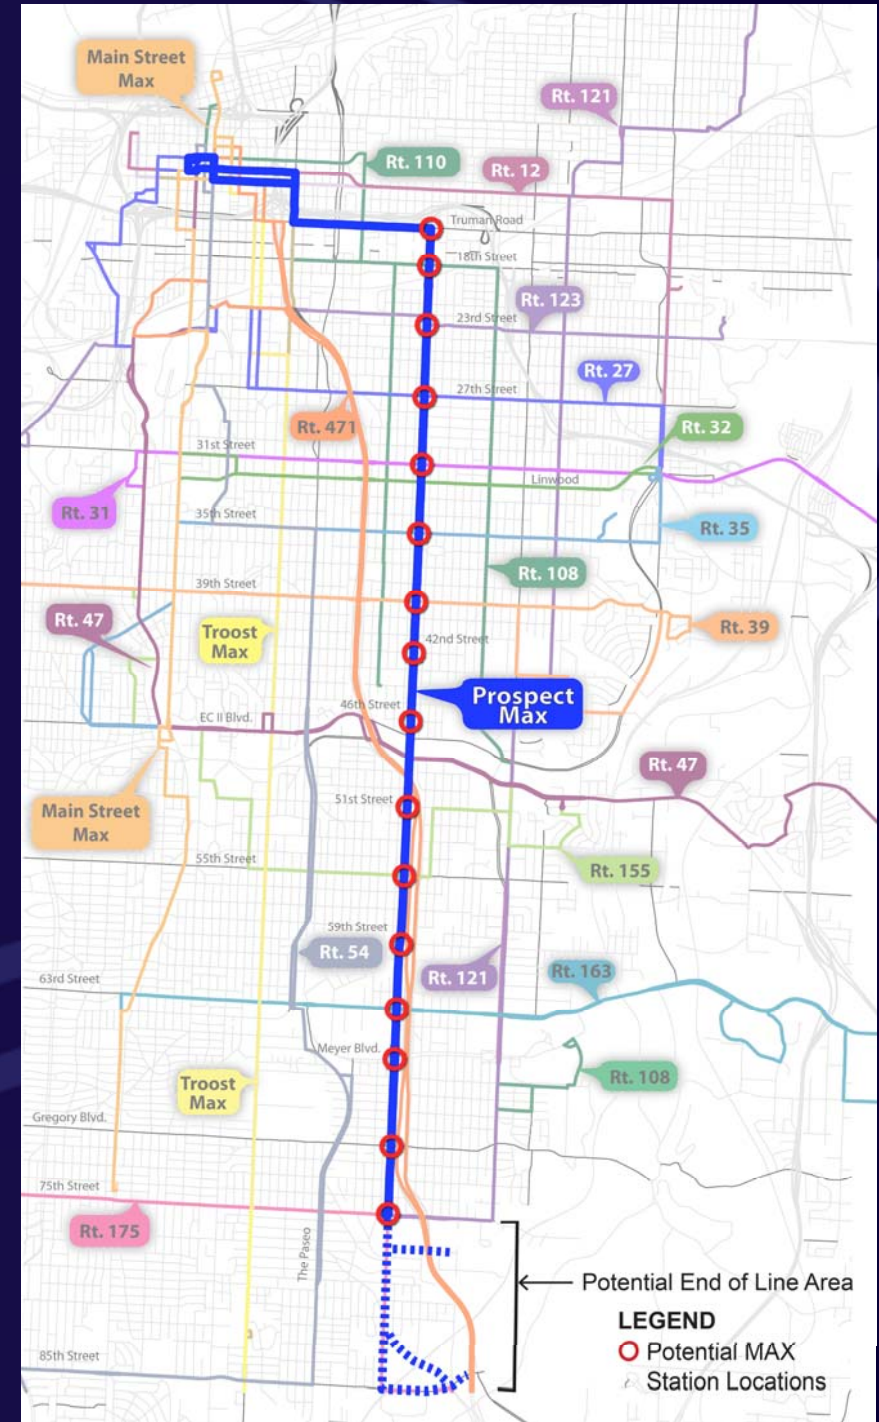 Main Street
Max
Rt. 121
Rt. 110
Rt. 12
Truman Road
18th Street
Rt. 123
23rd Street
Rt. 27
27th Street
Rt. 471
Rt. 32
31st Street
Linwood
Rt. 31
35th Street
Rt. 35
Rt. 108
39th Street
Rt. 47
Troost
Max
Rt. 39
42nd Street
Prospect
Max
46th Street
EC II Blvd.
Rt. 47
51st Street
Main Street
Max
55th Street
Rt. 155
59th Street
Rt. 54
Rt. 121
Rt. 163
63rd Street
Meyer Blvd.
Troost
Max
Rt. 108
Gregory Blvd.
75th Street
Rt. 175
The Paseo
Potential End of Line Area
LEGEND
Potential MAX
Station Locations
3
85th Street